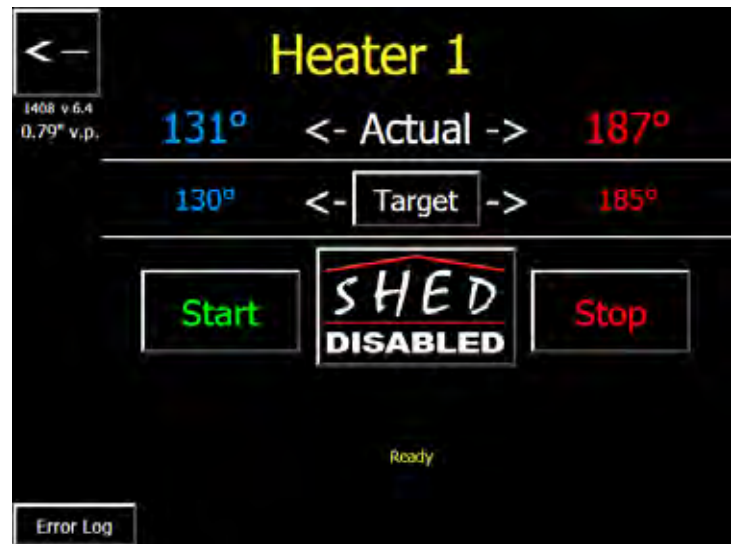 <-
Heater 1
1408 v.6.4
0.79" v.p.
131° <- Actual -> 187°
130° <- Target -> 185°
Start
SHED
DISABLED
Stop
Ready
Error Log